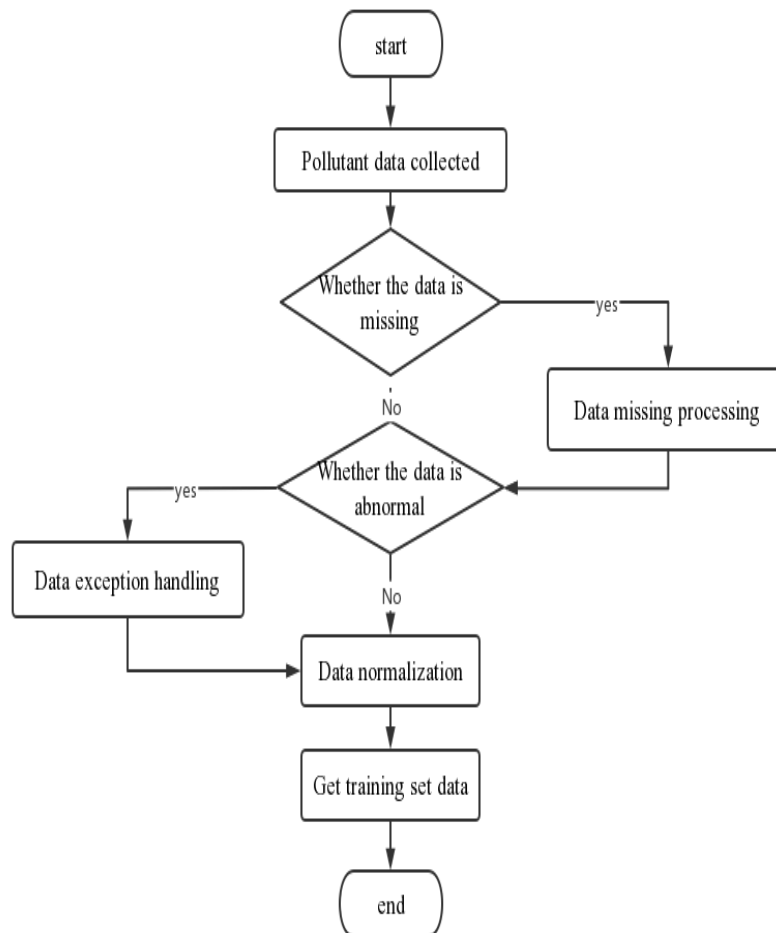 start
Pollutant data collected
Whether the data is
missing
yes
Data missing processing
No
Whether the data is
abnormal
yes
Data exception handling
No
Data normalization
Get training set data
end